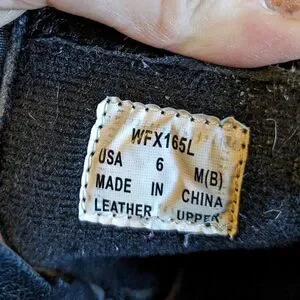 WFX165L
USA 6 M(B)
MADE IN CHINA
LEATHER UPPER